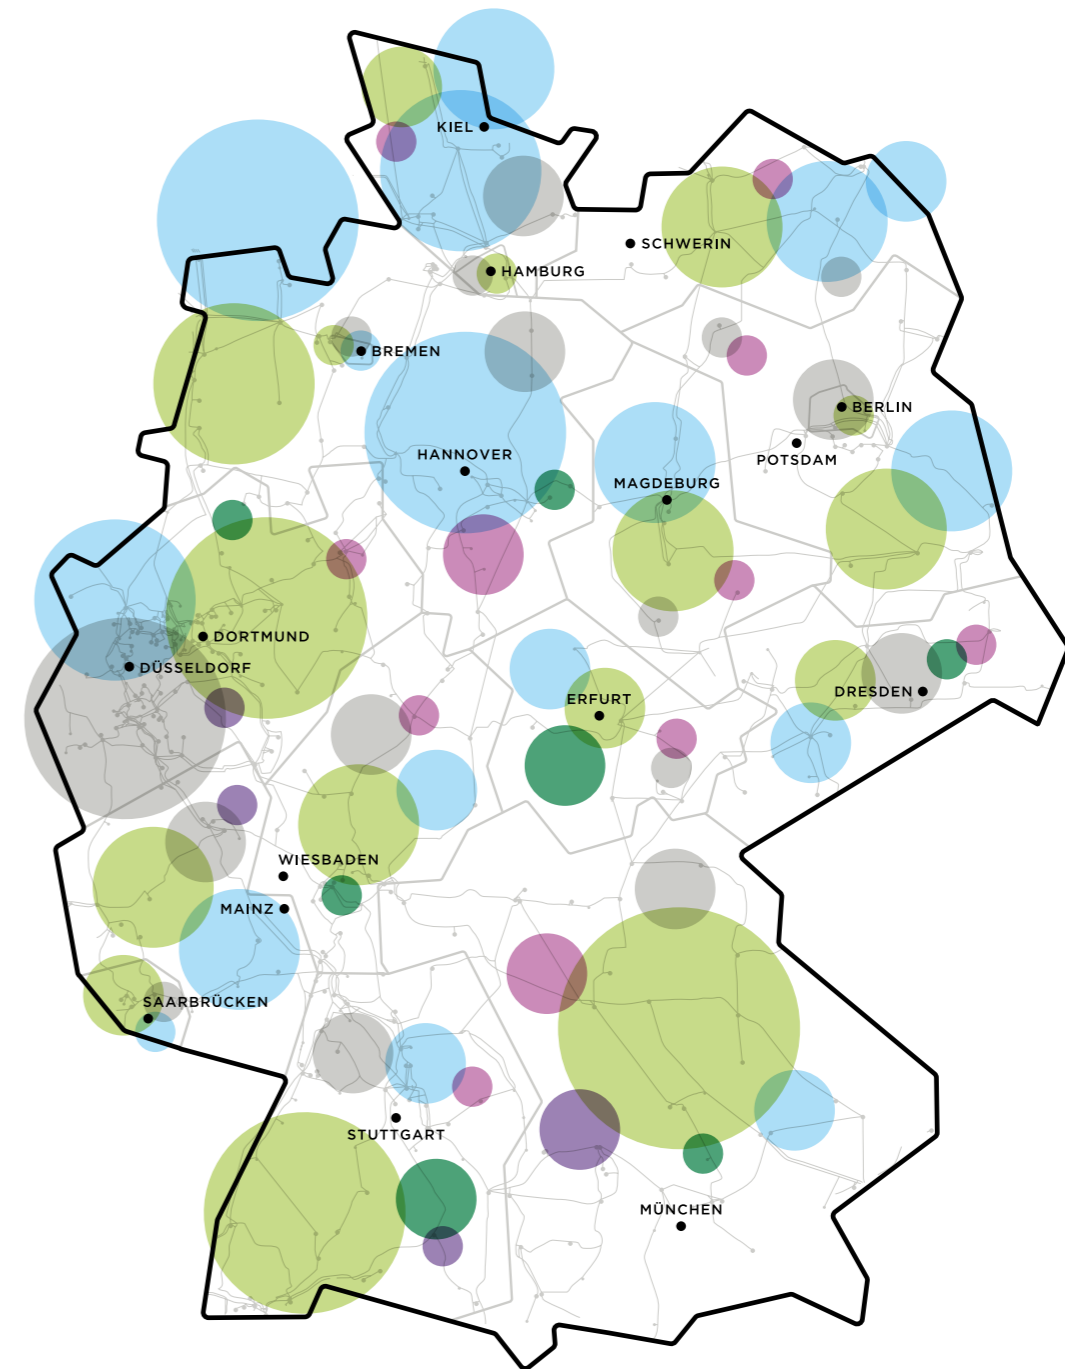 KIEL
SCHWERIN
HAMBURG
BREMEN
BERLIN
HANNOVER
POTSDAM
MAGDEBURG
DORTMUND
DÜSSELDORF
ERFURT
DRESDEN
WIESBADEN
MAINZ
SAARBRÜCKEN
STUTTGART
MÜNCHEN